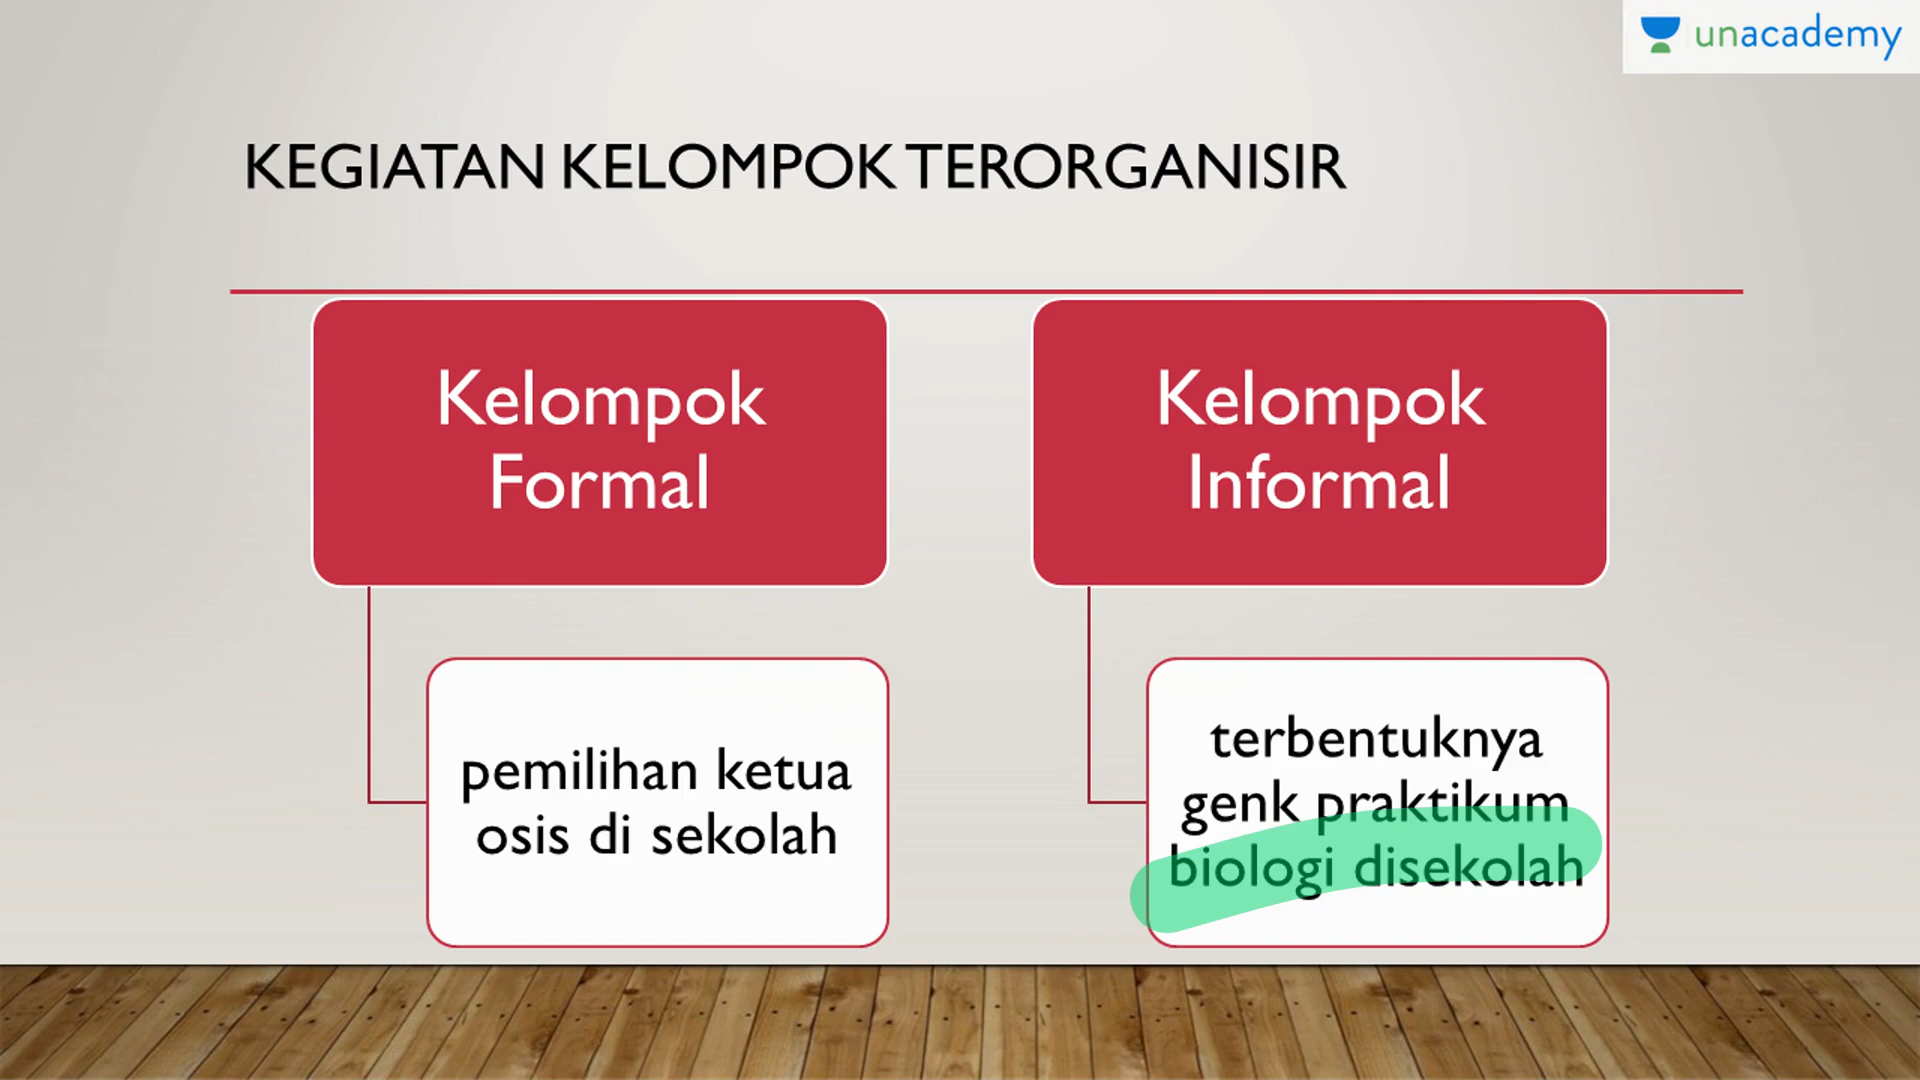 unacademy
KEGIATAN KELOMPOK TERORGANISIR
Kelompok
Formal
pemilihan ketua
osis di sekolah
Kelompok
Informal
terbentuknya
genk praktikum
biologi disekolah